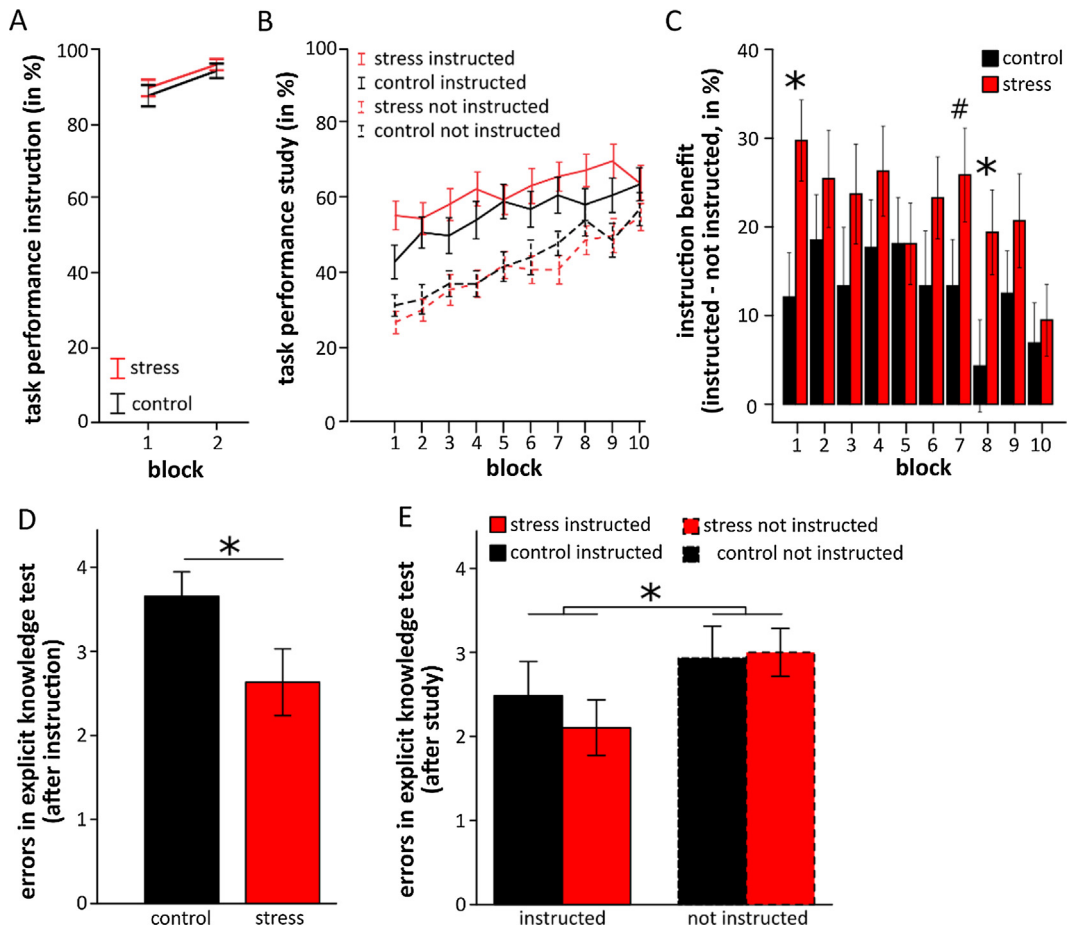 A
task performance instruction (in %)
100
80
60
40
20
0
stress
control
1 2
block
B
task performance study (in %)
100
80
60
40
20
0
stress instructed
control instructed
stress not instructed
control not instructed
1 2 3 4 5 6 7 8 9 10
block
C
instruction benefit
(instructed - not instructed, in %)
40
30
20
10
0
control
stress
*
#
*
1 2 3 4 5 6 7 8 9 10
block
D
errors in explicit knowledge test
(after instruction)
4
3
2
1
0
*
control stress
E
errors in explicit knowledge test
(after study)
stress instructed
control instructed
stress not instructed
control not instructed
4
3
2
1
0
*
instructed not instructed